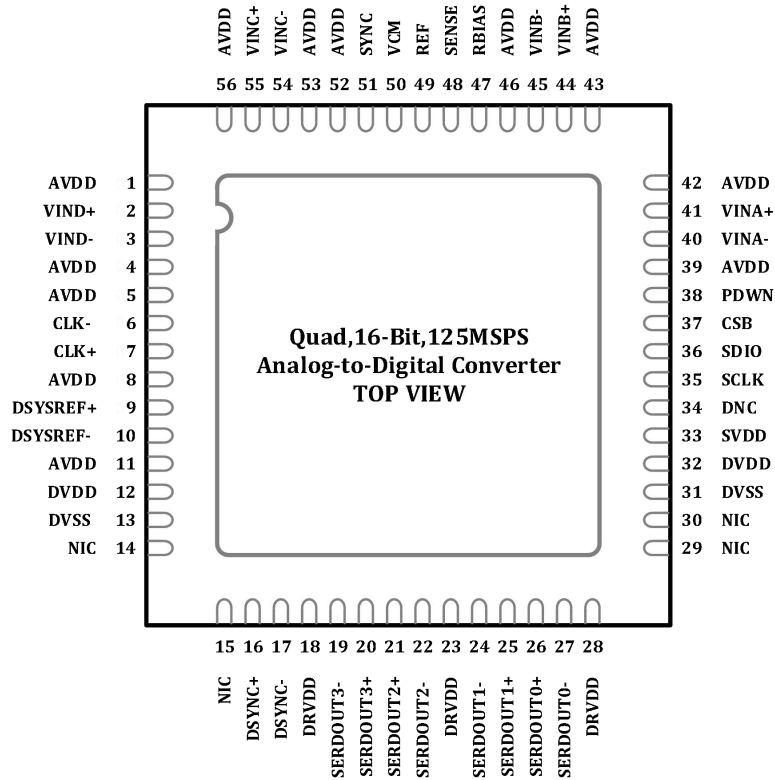 AVDD VINC+ VINC- AVDD AVDD SYNC VCM REF SENSE RBIAS AVDD VINB- VINB+ AVDD
56 55 54 53 52 51 50 49 48 47 46 45 44 43
AVDD 1
VIND+ 2
VIND- 3
AVDD 4
AVDD 5
CLK- 6
CLK+ 7
AVDD 8
DSYSREF+ 9
DSYSREF- 10
AVDD 11
DVDD 12
DVSS 13
NIC 14
Quad,16-Bit,125MSPS
Analog-to-Digital Converter
TOP VIEW
42 AVDD
41 VINA+
40 VINA-
39 AVDD
38 PDWN
37 CSB
36 SDIO
35 SCLK
34 DNC
33 SVDD
32 DVDD
31 DVSS
30 NIC
29 NIC
15 16 17 18 19 20 21 22 23 24 25 26 27 28
NIC DSYNC+ DSYNC- DRVDD SERDOUT3- SERDOUT3+ SERDOUT2+ SERDOUT2- DRVDD SERDOUT1- SERDOUT1+ SERDOUT0+ SERDOUT0- DRVDD